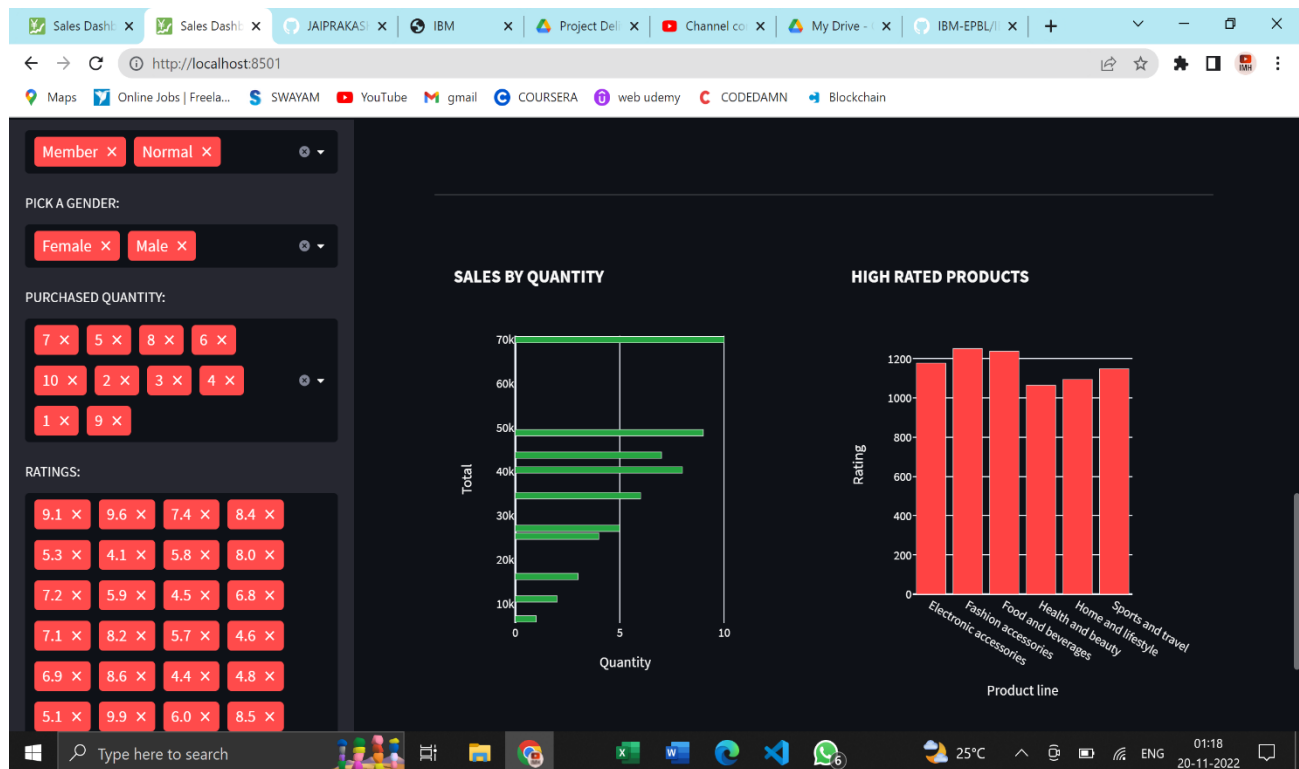 Sales Dashb Sales Dashb JAIPRAKASH IBM Project Deli Channel co My Drive - IBM-EPBL/I
http://localhost:8501
Maps Online Jobs | Freela... SWAYAM YouTube gmail COURSERA web udemy CODEDAMN Blockchain
Member × Normal ×
PICK A GENDER:
Female × Male ×
PURCHASED QUANTITY:
7 × 5 × 8 × 6 ×
10 × 2 × 3 × 4 ×
1 × 9 ×
RATINGS:
9.1 × 9.6 × 7.4 × 8.4 ×
5.3 × 4.1 × 5.8 × 8.0 ×
7.2 × 5.9 × 4.5 × 6.8 ×
7.1 × 8.2 × 5.7 × 4.6 ×
6.9 × 8.6 × 4.4 × 4.8 ×
5.1 × 9.9 × 6.0 × 8.5 ×
SALES BY QUANTITY
70k
60k
50k
40k
30k
20k
10k
Total
0 5 10
Quantity
HIGH RATED PRODUCTS
1200
1000
800
600
400
200
0
Rating
Electronic accessories
Fashion accessories
Food and beverages
Health and beauty
Home and lifestyle
Sports and travel
Product line
Type here to search
6
25°C
ENG
01:18
20-11-2022